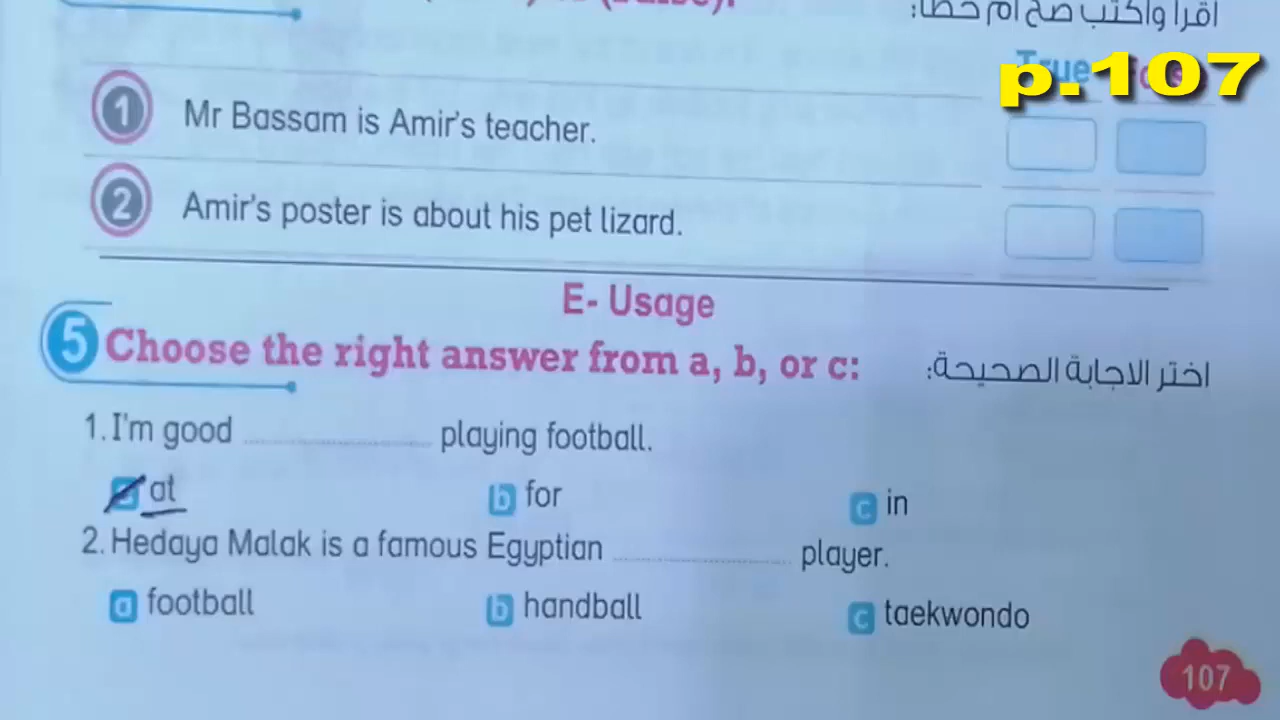 اقرأ واكتب صح أم خطأ:
True
p.107
1 Mr Bassam is Amir's teacher.
2 Amir's poster is about his pet lizard.
E- Usage
5 Choose the right answer from a, b, or c:
اختر الاجابة الصحيحة:
1. I'm good ........................ playing football.
at b for c in
2. Hedaya Malak is a famous Egyptian ........................ player.
a football b handball c taekwondo
107